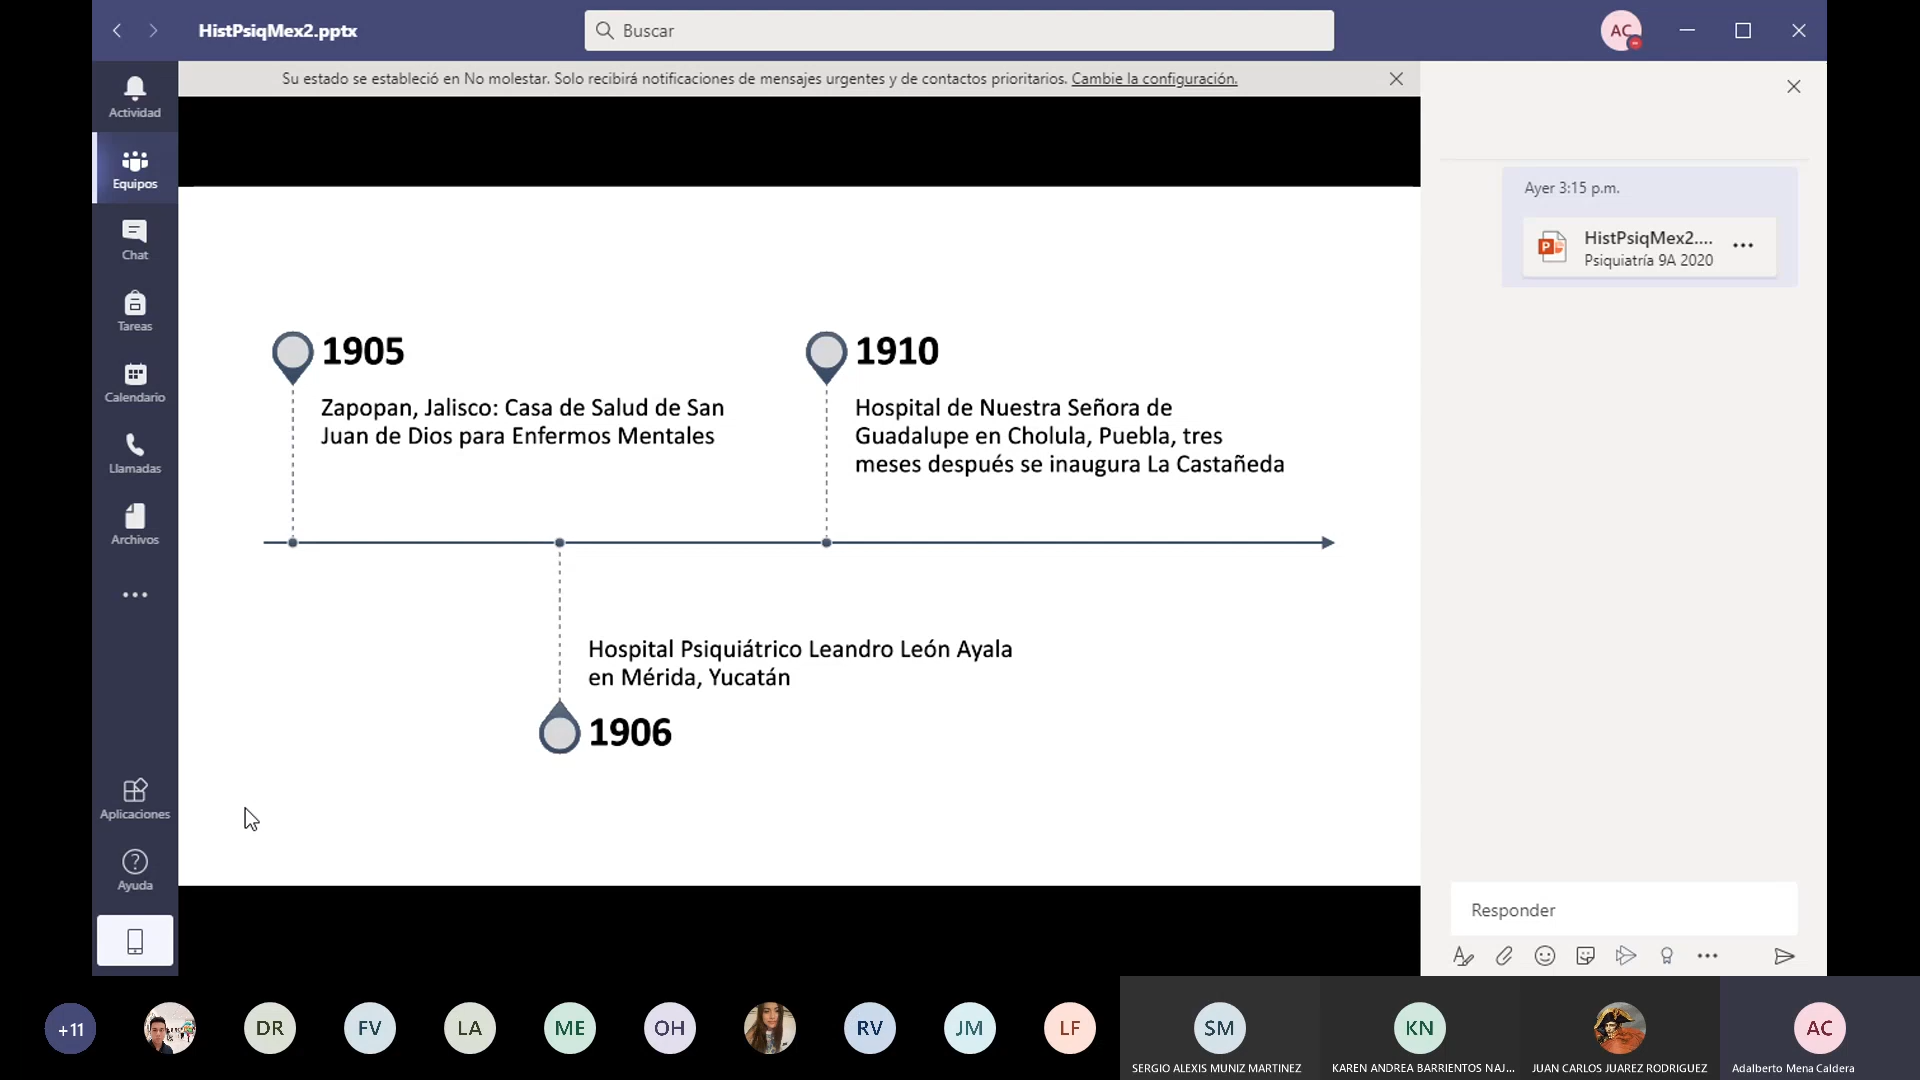 HistPsiqMex2.pptx
Buscar
AC
Su estado se estableció en No molestar. Solo recibirá notificaciones de mensajes urgentes y de contactos prioritarios. Cambie la configuración.
Actividad
Equipos
Chat
Tareas
Calendario
Llamadas
Archivos
Aplicaciones
Ayuda
1905
Zapopan, Jalisco: Casa de Salud de San
Juan de Dios para Enfermos Mentales
1910
Hospital de Nuestra Señora de
Guadalupe en Cholula, Puebla, tres
meses después se inaugura La Castañeda
Hospital Psiquiátrico Leandro León Ayala
en Mérida, Yucatán
1906
Ayer 3:15 p.m.
HistPsiqMex2....
Psiquiatría 9A 2020
Responder
+11
DR
FV
LA
ME
OH
RV
JM
LF
SM
SERGIO ALEXIS MUNIZ MARTINEZ
KN
KAREN ANDREA BARRIENTOS NAJ...
JUAN CARLOS JUAREZ RODRIGUEZ
AC
Adalberto Mena Caldera